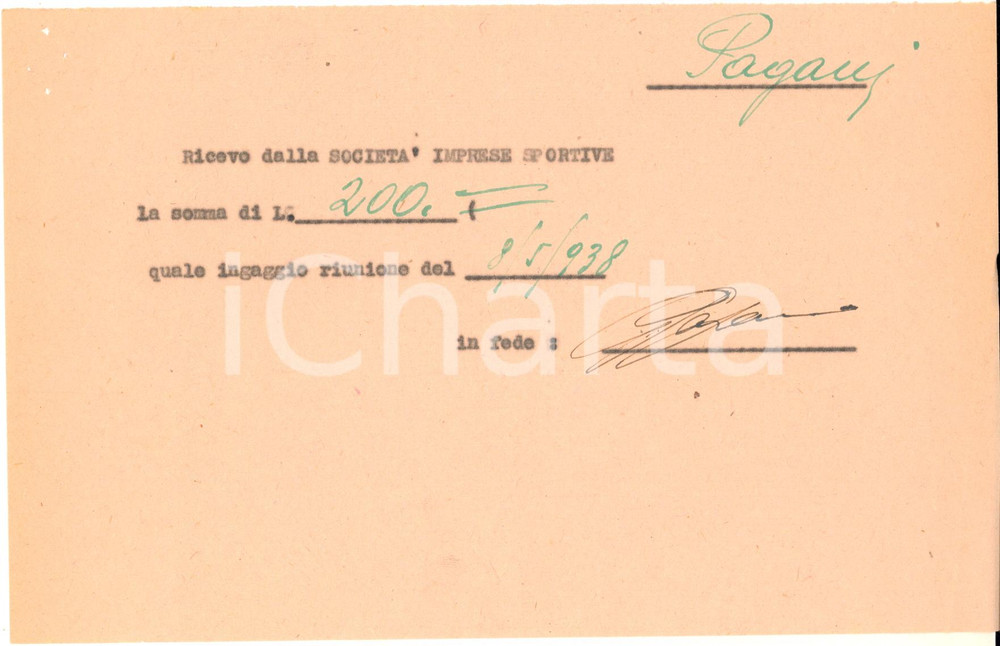 Pagani
Ricevo dalla SOCIETA' IMPRESE SPORTIVE
la somma di L. 200. = (
quale ingaggio riunione del 8/5/938
iCharta
in fede :